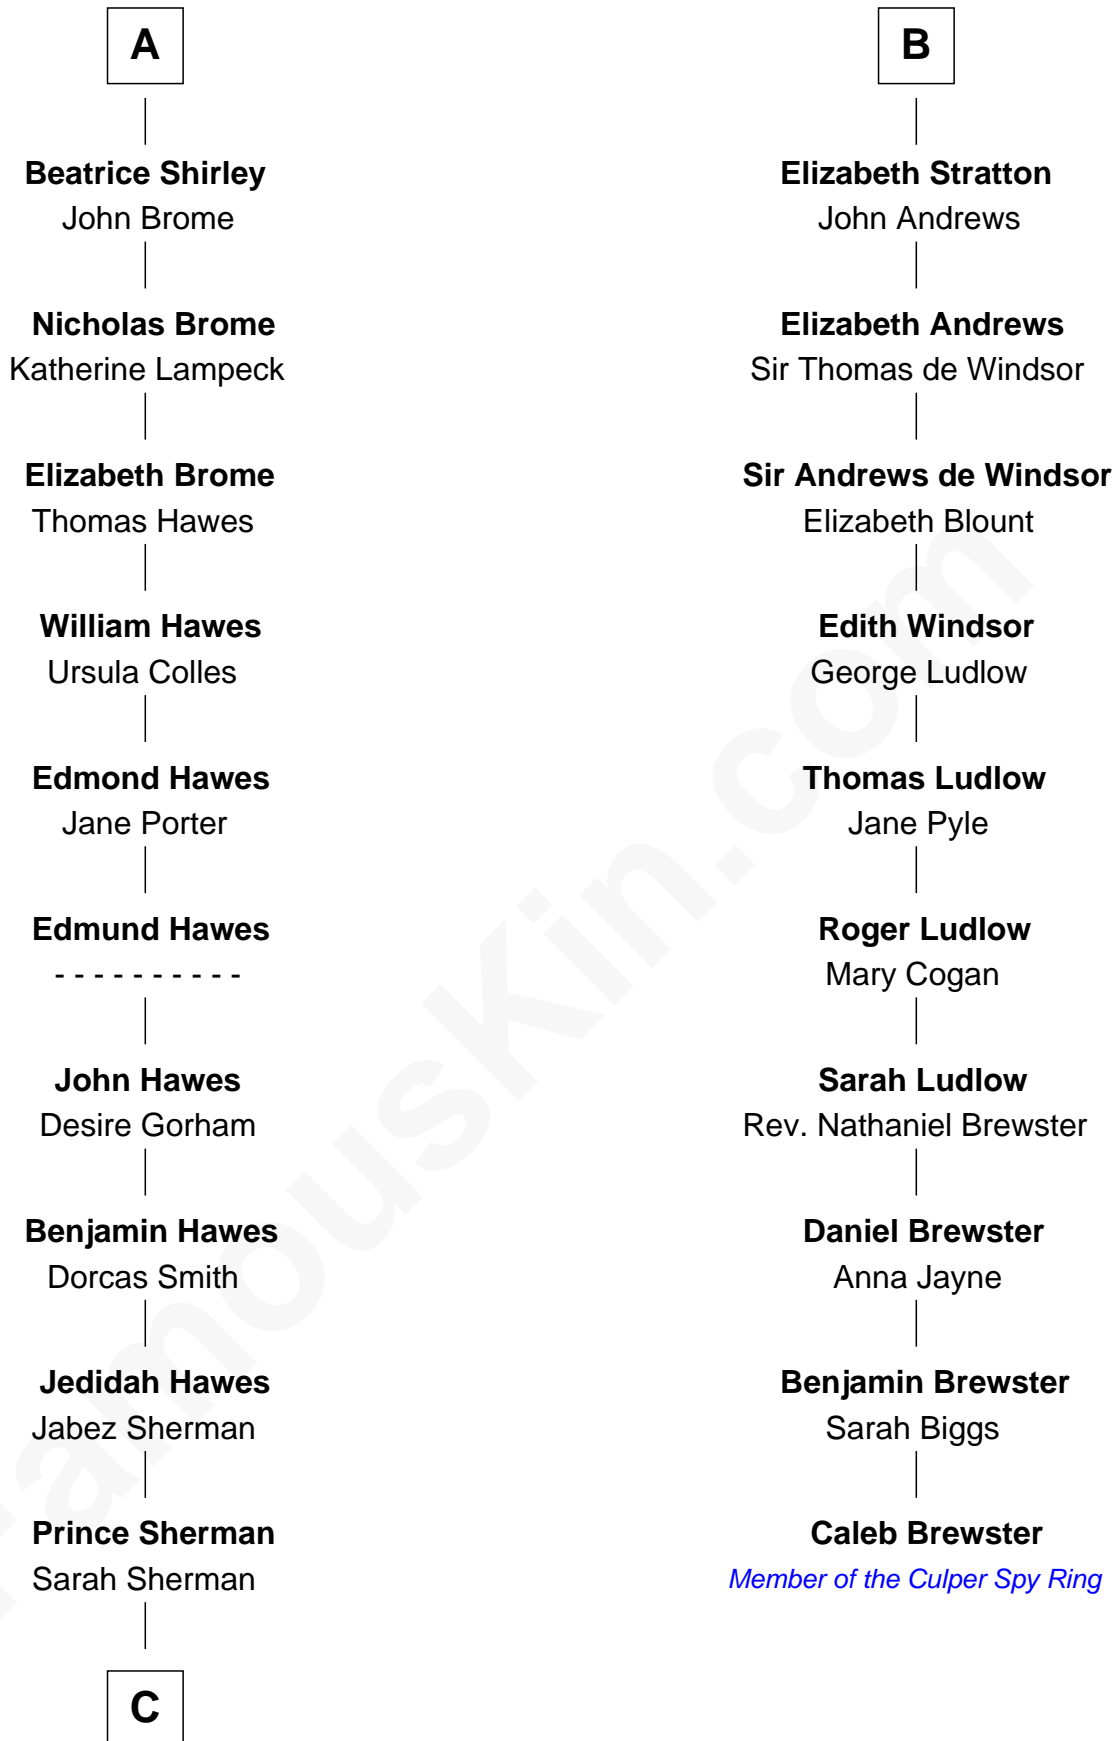 A
Beatrice Shirley
John Brome
Nicholas Brome
Katherine Lampeck
Elizabeth Brome
Thomas Hawes
William Hawes
Ursula Colles
Edmond Hawes
Jane Porter
Edmund Hawes
- - - - - - - - - -
John Hawes
Desire Gorham
Benjamin Hawes
Dorcas Smith
Jedidah Hawes
Jabez Sherman
Prince Sherman
Sarah Sherman
C
B
Elizabeth Stratton
John Andrews
Elizabeth Andrews
Sir Thomas de Windsor
Sir Andrews de Windsor
Elizabeth Blount
Edith Windsor
George Ludlow
Thomas Ludlow
Jane Pyle
Roger Ludlow
Mary Cogan
Sarah Ludlow
Rev. Nathaniel Brewster
Daniel Brewster
Anna Jayne
Benjamin Brewster
Sarah Biggs
Caleb Brewster
Member of the Culper Spy Ring
FamousKin.com